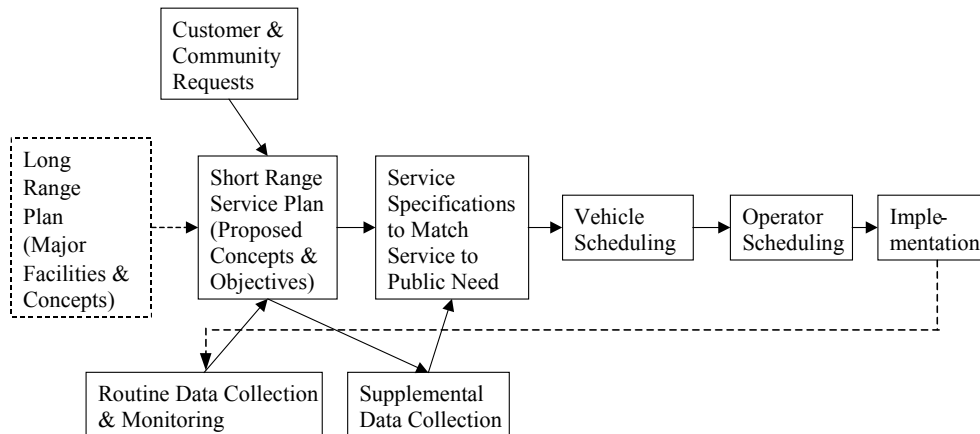 Customer &
Community
Requests
Long
Range
Plan
(Major
Facilities &
Concepts)
Short Range
Service Plan
(Proposed
Concepts &
Objectives)
Service
Specifications
to Match
Service to
Public Need
Vehicle
Scheduling
Operator
Scheduling
Imple-
mentation
Routine Data Collection
& Monitoring
Supplemental
Data Collection